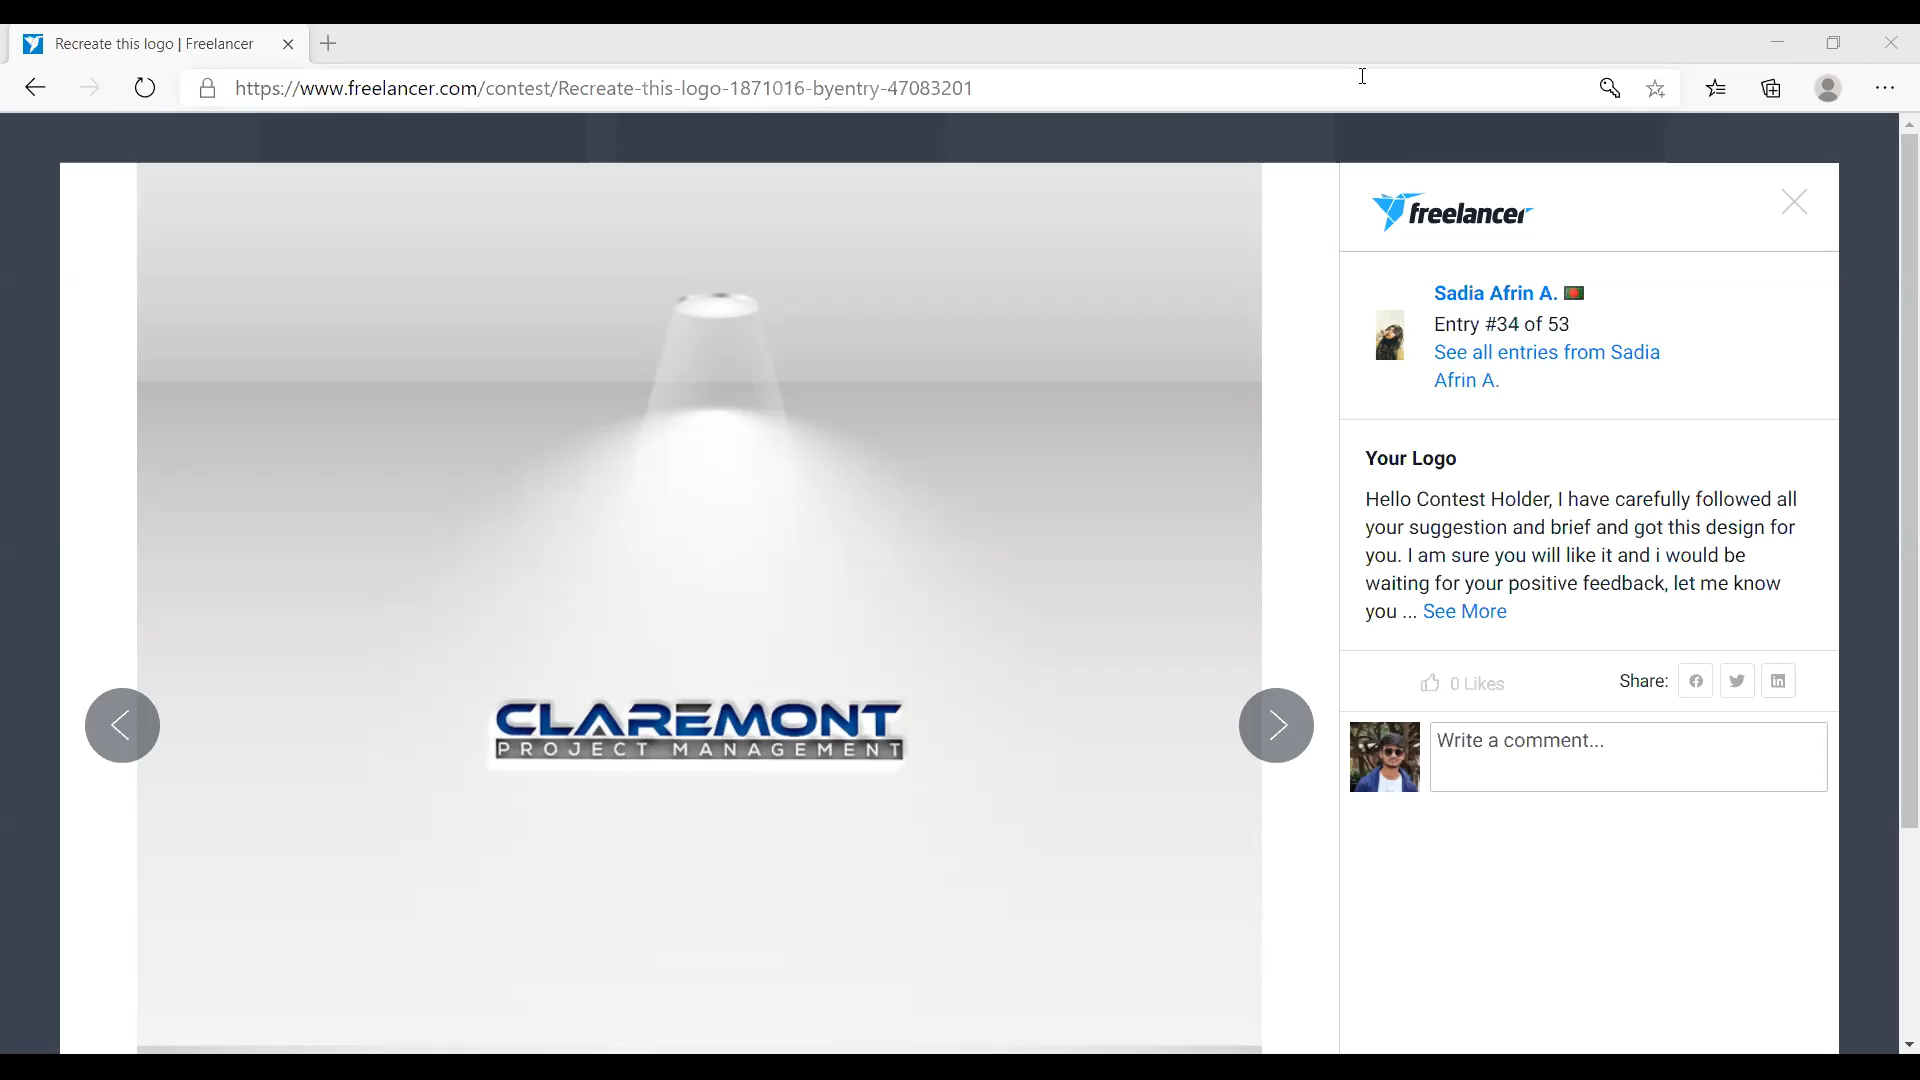 Recreate this logo | Freelancer
https://www.freelancer.com/contest/Recreate-this-logo-1871016-byentry-47083201
freelancer
Sadia Afrin A.
Entry #34 of 53
See all entries from Sadia
Afrin A.
Your Logo
Hello Contest Holder, I have carefully followed all
your suggestion and brief and got this design for
you. I am sure you will like it and i would be
waiting for your positive feedback, let me know
you ... See More
0 Likes
Share:
Write a comment...
CLAREMONT
PROJECT MANAGEMENT